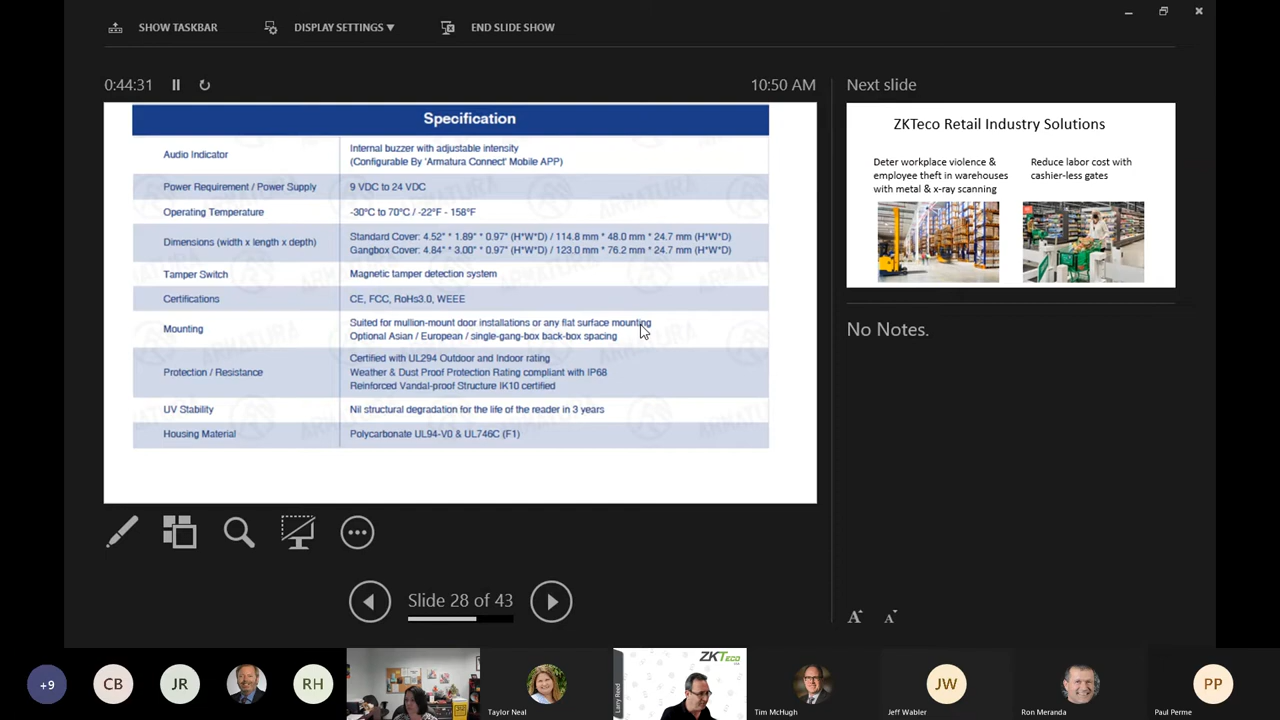 SHOW TASKBAR
DISPLAY SETTINGS
END SLIDE SHOW
0:44:31
10:50 AM
Next slide
Specification
Audio Indicator
Internal buzzer with adjustable intensity
(Configurable By 'Armatura Connect' Mobile APP)
Power Requirement / Power Supply
9 VDC to 24 VDC
Operating Temperature
-30°C to 70°C / -22°F - 158°F
Dimensions (width x length x depth)
Standard Cover: 4.52" * 1.89" * 0.97" (H*W*D) / 114.8 mm * 48.0 mm * 24.7 mm (H*W*D)
Gangbox Cover: 4.84" * 3.00" * 0.97" (H*W*D) / 123.0 mm * 76.2 mm * 24.7 mm (H*W*D)
Tamper Switch
Magnetic tamper detection system
Certifications
CE, FCC, RoHs3.0, WEEE
Mounting
Suited for mullion-mount door installations or any flat surface mounting
Optional Asian / European / single-gang-box back-box spacing
Protection / Resistance
Certified with UL294 Outdoor and Indoor rating
Weather & Dust Proof Protection Rating compliant with IP68
Reinforced Vandal-proof Structure IK10 certified
UV Stability
Nil structural degradation for the life of the reader in 3 years
Housing Material
Polycarbonate UL94-V0 & UL746C (F1)
ARMATURA
ZKTeco Retail Industry Solutions
Deter workplace violence &
employee theft in warehouses
with metal & x-ray scanning
Reduce labor cost with
cashier-less gates
No Notes.
Slide 28 of 43
A A
+9
CB
JR
RH
Taylor Neal
Larry Reed
ZKTeco
Tim McHugh
JW
Jeff Wabler
Ron Meranda
PP
Paul Perme